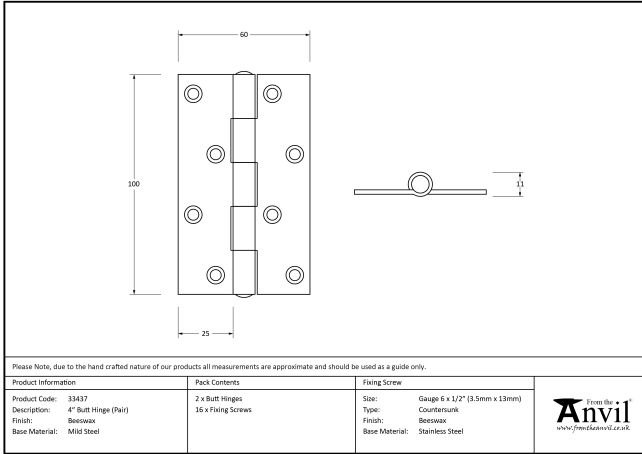 60
100
11
25
Please Note, due to the hand crafted nature of our products all measurements are approximate and should be used as a guide only.
Product Information
Product Code: 33437
Description: 4" Butt Hinge (Pair)
Finish: Beeswax
Base Material: Mild Steel
Pack Contents
2 x Butt Hinges
16 x Fixing Screws
Fixing Screw
Size: Gauge 6 x 1/2" (3.5mm x 13mm)
Type: Countersunk
Finish: Beeswax
Base Material: Stainless Steel
From the
Anvil®
www.fromtheanvil.co.uk